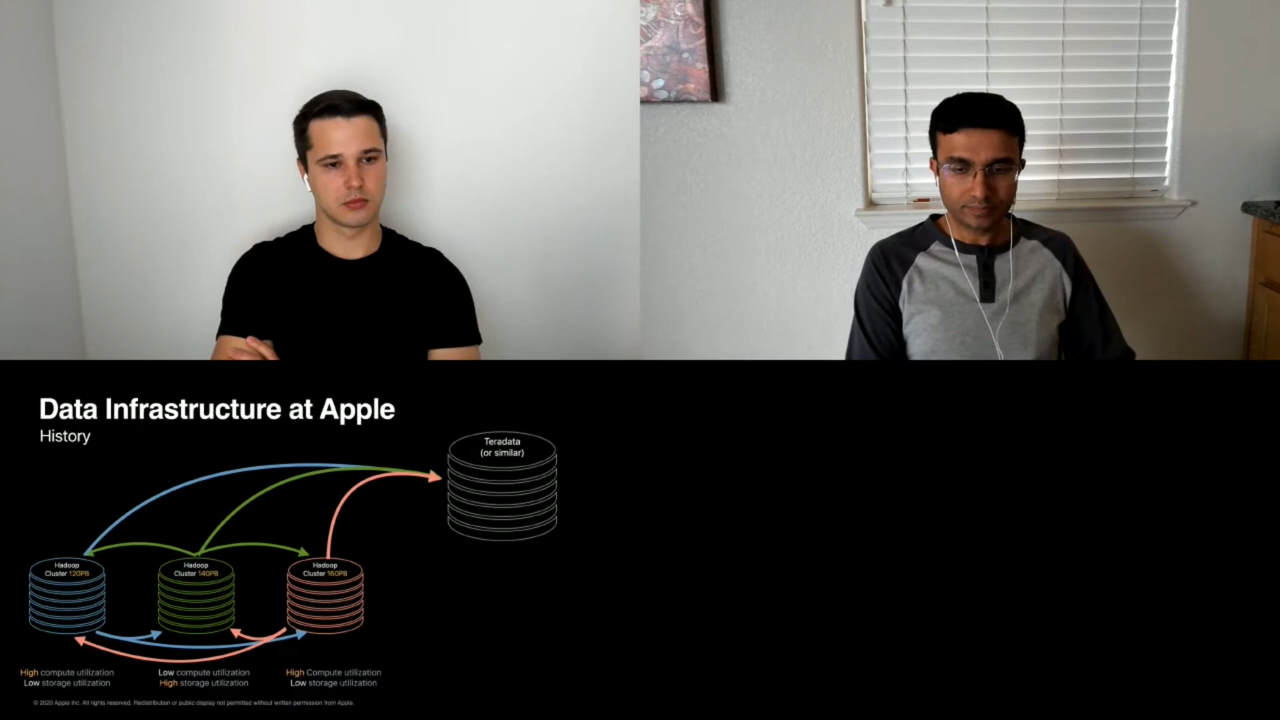 Data Infrastructure at Apple
History
Teradata
(or similar)
Hadoop
Cluster 120PB
Hadoop
Cluster 140PB
Hadoop
Cluster 160PB
High compute utilization
Low storage utilization
Low compute utilization
High storage utilization
High Compute utilization
Low storage utilization
© 2020 Apple Inc. All rights reserved. Redistribution or public display not permitted without written permission from Apple.